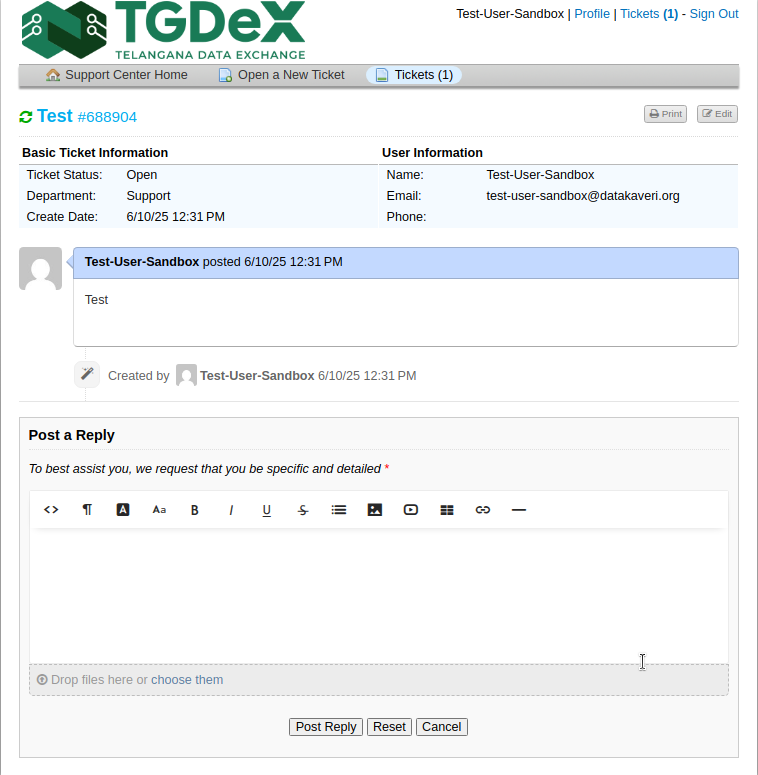 TGDeX
TELANGANA DATA EXCHANGE
Test-User-Sandbox | Profile | Tickets (1) - Sign Out
Support Center Home Open a New Ticket Tickets (1)
Test #688904
Print Edit
Basic Ticket Information User Information
Ticket Status: Open Name: Test-User-Sandbox
Department: Support Email: test-user-sandbox@datakaveri.org
Create Date: 6/10/25 12:31 PM Phone:
Test-User-Sandbox posted 6/10/25 12:31 PM
Test
Created by Test-User-Sandbox 6/10/25 12:31 PM
Post a Reply
To best assist you, we request that you be specific and detailed *
<> ¶ A Aa B I U S
Drop files here or choose them
Post Reply Reset Cancel